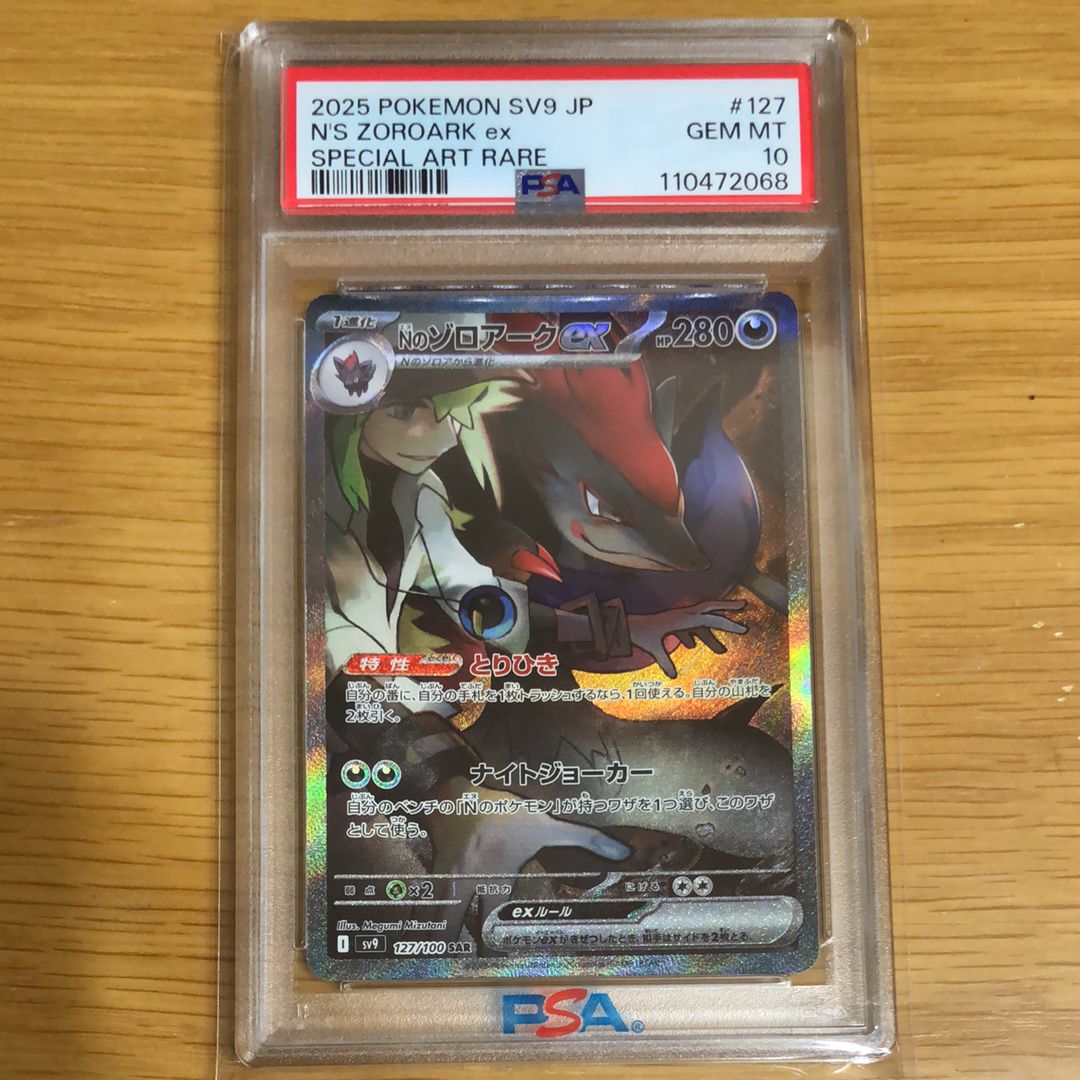 2025 POKEMON SV9 JP #127
N'S ZOROARK ex GEM MT
SPECIAL ART RARE 10
PSA 110472068
1進化 Nのゾロアークex HP280
Nのゾロアから進化
特性 とりひき
自分の番に、自分の手札を1枚トラッシュするなら、1回使える。自分の山札を
2枚引く。
ナイトジョーカー
自分のベンチの「Nのポケモン」が持つワザを1つ選び、このワザ
として使う。
弱点 ×2 抵抗力 にげる
Illus. Megumi Mizutani
exルール
ポケモンexがきぜつしたとき、相手はサイドを2枚とる。
I sv9 127/100 SAR
PSA®